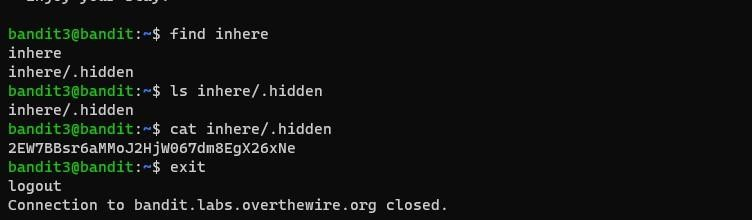 bandit3@bandit:~$ find inhere
inhere
inhere/.hidden
bandit3@bandit:~$ ls inhere/.hidden
inhere/.hidden
bandit3@bandit:~$ cat inhere/.hidden
2EW7BBsr6aMMoJ2HjW067dm8EgX26xNe
bandit3@bandit:~$ exit
logout
Connection to bandit.labs.overthewire.org closed.